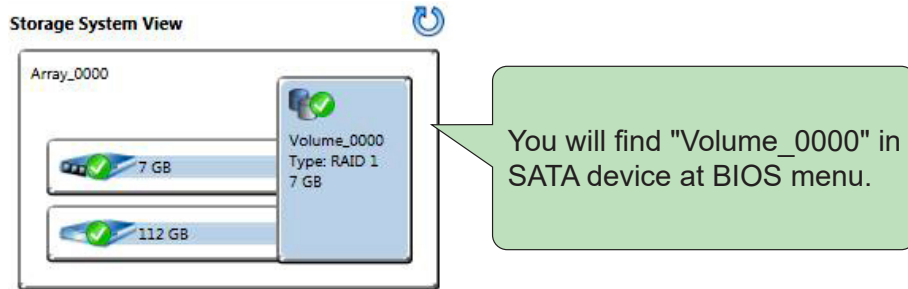 Storage System View
Array_0000
Volume_0000
Type: RAID 1
7 GB
7 GB
112 GB
You will find "Volume_0000" in
SATA device at BIOS menu.